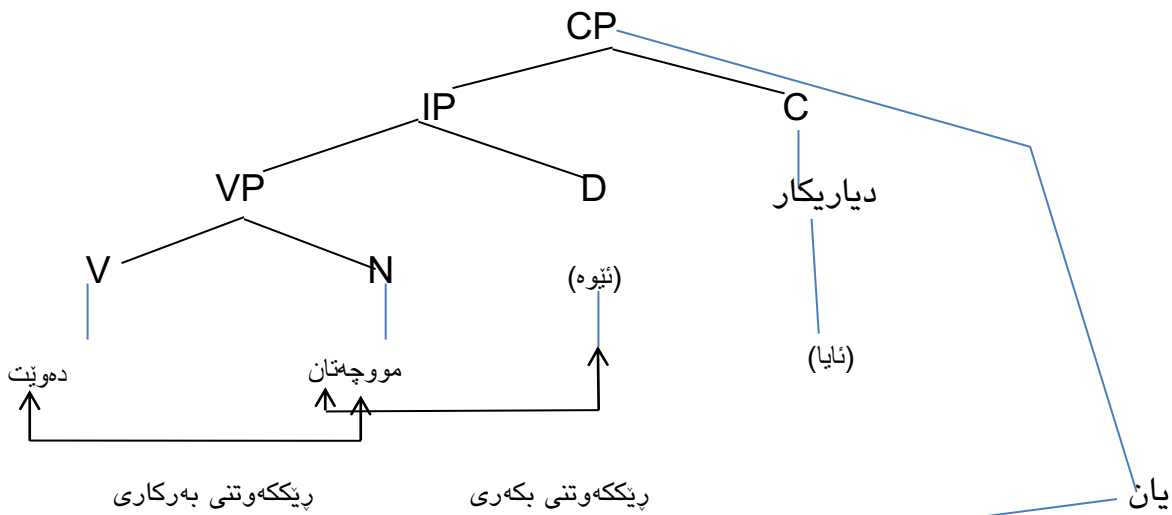 CP
IP
C
VP
D
دیاریکار
V
N
(ئێوە)
(ئایا)
دەوێت
مووچەتان
یان
ڕێککەوتنی بەرکاری
ڕێککەوتنی بکەری